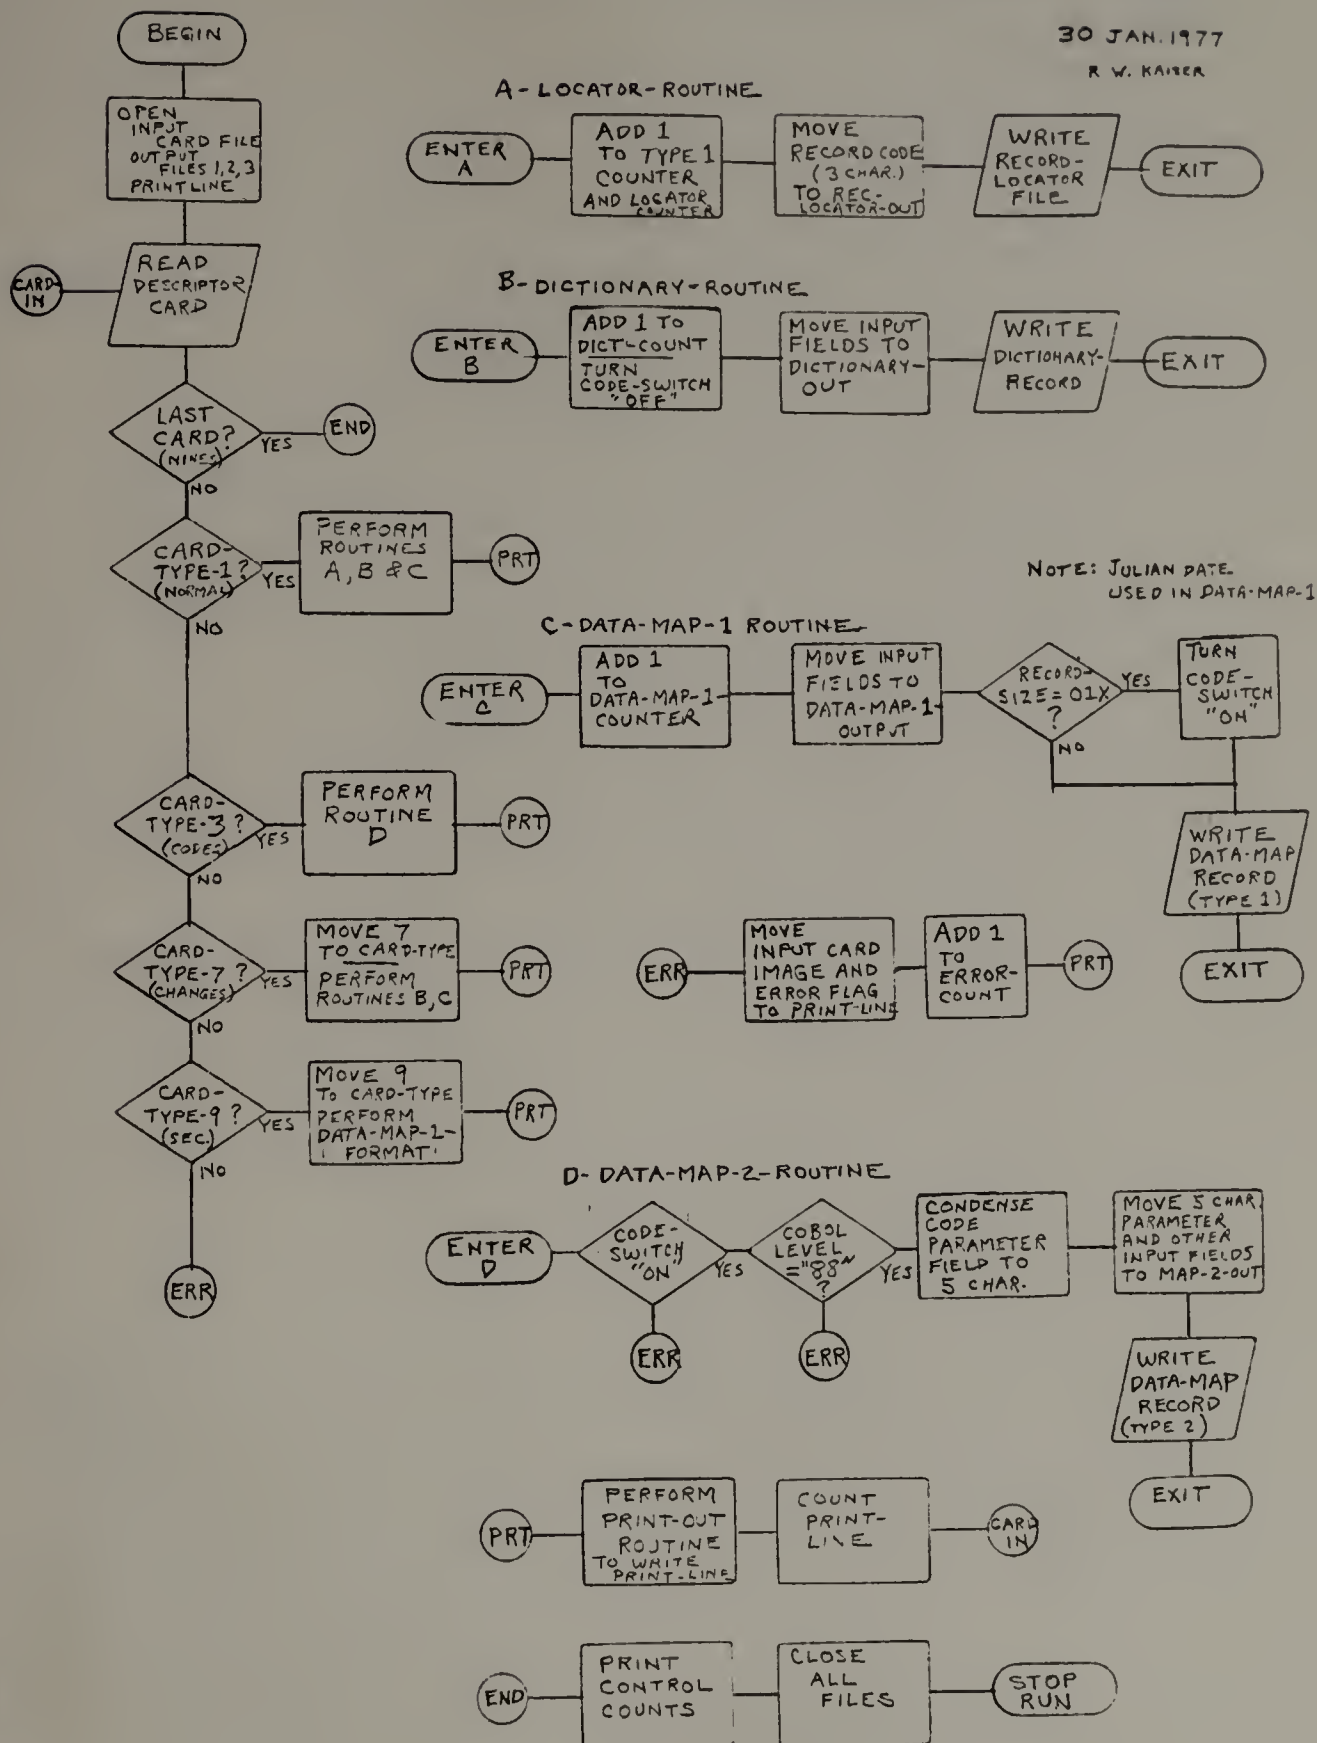 30 JAN. 1977
R W. KAISER
BEGIN
OPEN
INPUT
CARD FILE
OUTPUT
FILES 1, 2, 3
PRINTLINE
CARD-
IN
READ
DESCRIPTOR
CARD
LAST
CARD?
(NINES)
YES
END
NO
CARD-
TYPE-1?
(NORMAL)
YES
PERFORM
ROUTINES
A, B & C
PRT
NO
CARD-
TYPE-3?
(CODES)
YES
PERFORM
ROUTINE
D
PRT
NO
CARD-
TYPE-7?
(CHANGES)
YES
MOVE 7
TO CARD-TYPE
PERFORM
ROUTINES B, C
PRT
NO
CARD-
TYPE-9?
(SEC.)
YES
MOVE 9
TO CARD-TYPE
PERFORM
FORMAT
PRT
NO
ERR
A-LOCATOR-ROUTINE
ENTER
A
ADD 1
TO TYPE 1
COUNTER
AND LOCATOR
COUNTER
MOVE
RECORD CODE
(3 CHAR.)
TO REC-
LOCATOR-OUT
WRITE
RECORD-
LOCATOR
FILE
EXIT
B-DICTIONARY-ROUTINE
ENTER
B
ADD 1 TO
DICT-COUNT
TURN
CODE-SWITCH
"OFF"
MOVE INPUT
FIELDS TO
DICTIONARY-
OUT
WRITE
DICTIONARY-
RECORD
EXIT
NOTE: JULIAN DATE
USED IN DATA-MAP-1
C-DATA-MAP-1 ROUTINE
ENTER
C
ADD 1
TO
DATA-MAP-1-
COUNTER
MOVE INPUT
FIELDS TO
DATA-MAP-1-
OUTPUT
RECORD-
SIZE=01X
?
YES
TURN
CODE-
SWITCH
"ON"
NO
WRITE
DATA-MAP
RECORD
(TYPE 1)
EXIT
ERR
MOVE
INPUT CARD
IMAGE AND
ERROR FLAG
TO PRINT-LINE
ADD 1
TO
ERROR-
COUNT
PRT
D- DATA-MAP-2-ROUTINE
ENTER
D
CODE-
SWITCH
"ON"
YES
COBOL
LEVEL
="88"
?
YES
CONDENSE
CODE
PARAMETER
FIELD TO
5 CHAR.
MOVE 5 CHAR.
PARAMETER
AND OTHER
INPUT FIELDS
TO MAP-2-OUT
ERR
ERR
WRITE
DATA-MAP
RECORD
(TYPE 2)
EXIT
PRT
PERFORM
PRINT-OUT
ROUTINE
TO WRITE
PRINT-LINE
COUNT
PRINT-
LINE
CARD
IN
END
PRINT
CONTROL
COUNTS
CLOSE
ALL
FILES
STOP
RUN